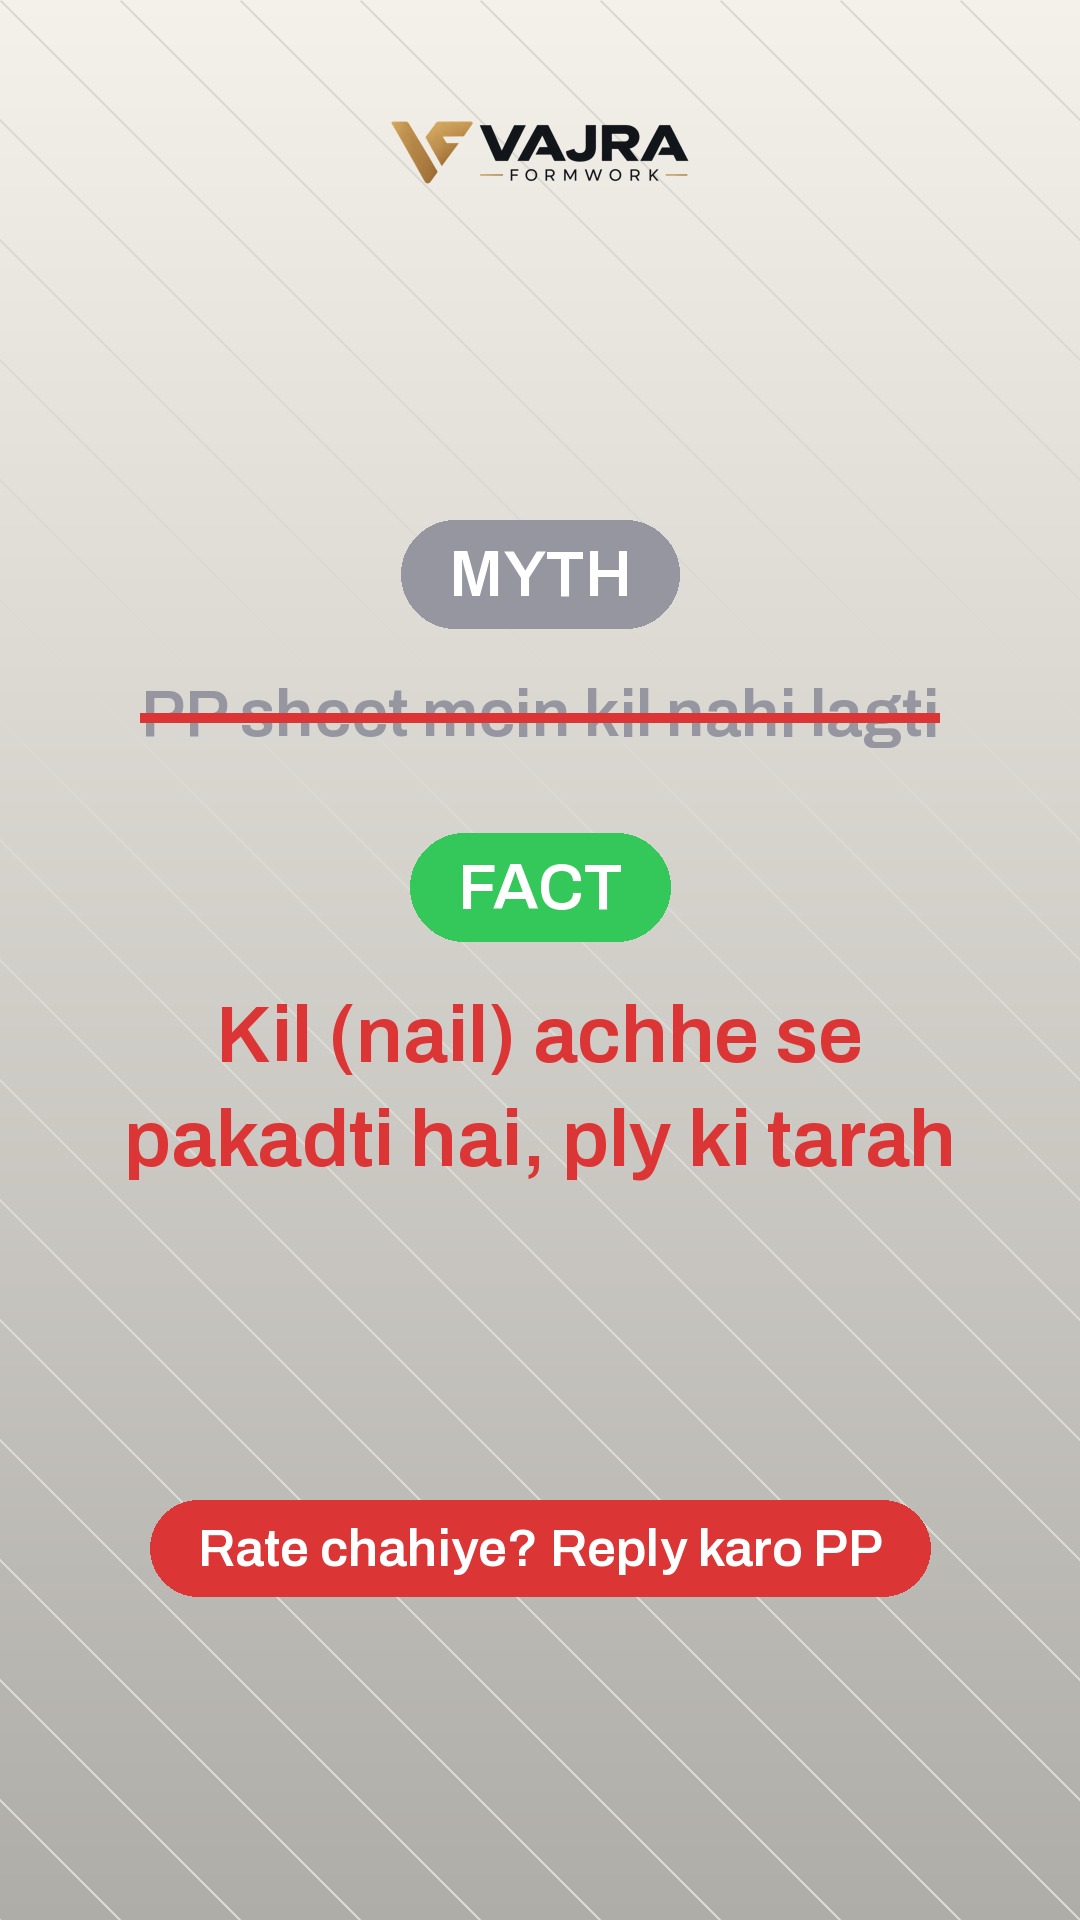 VAJRA
FORMWORK
MYTH
PP sheet mein kil nahi lagti
FACT
Kil (nail) achhe se
pakadti hai, ply ki tarah
Rate chahiye? Reply karo PP